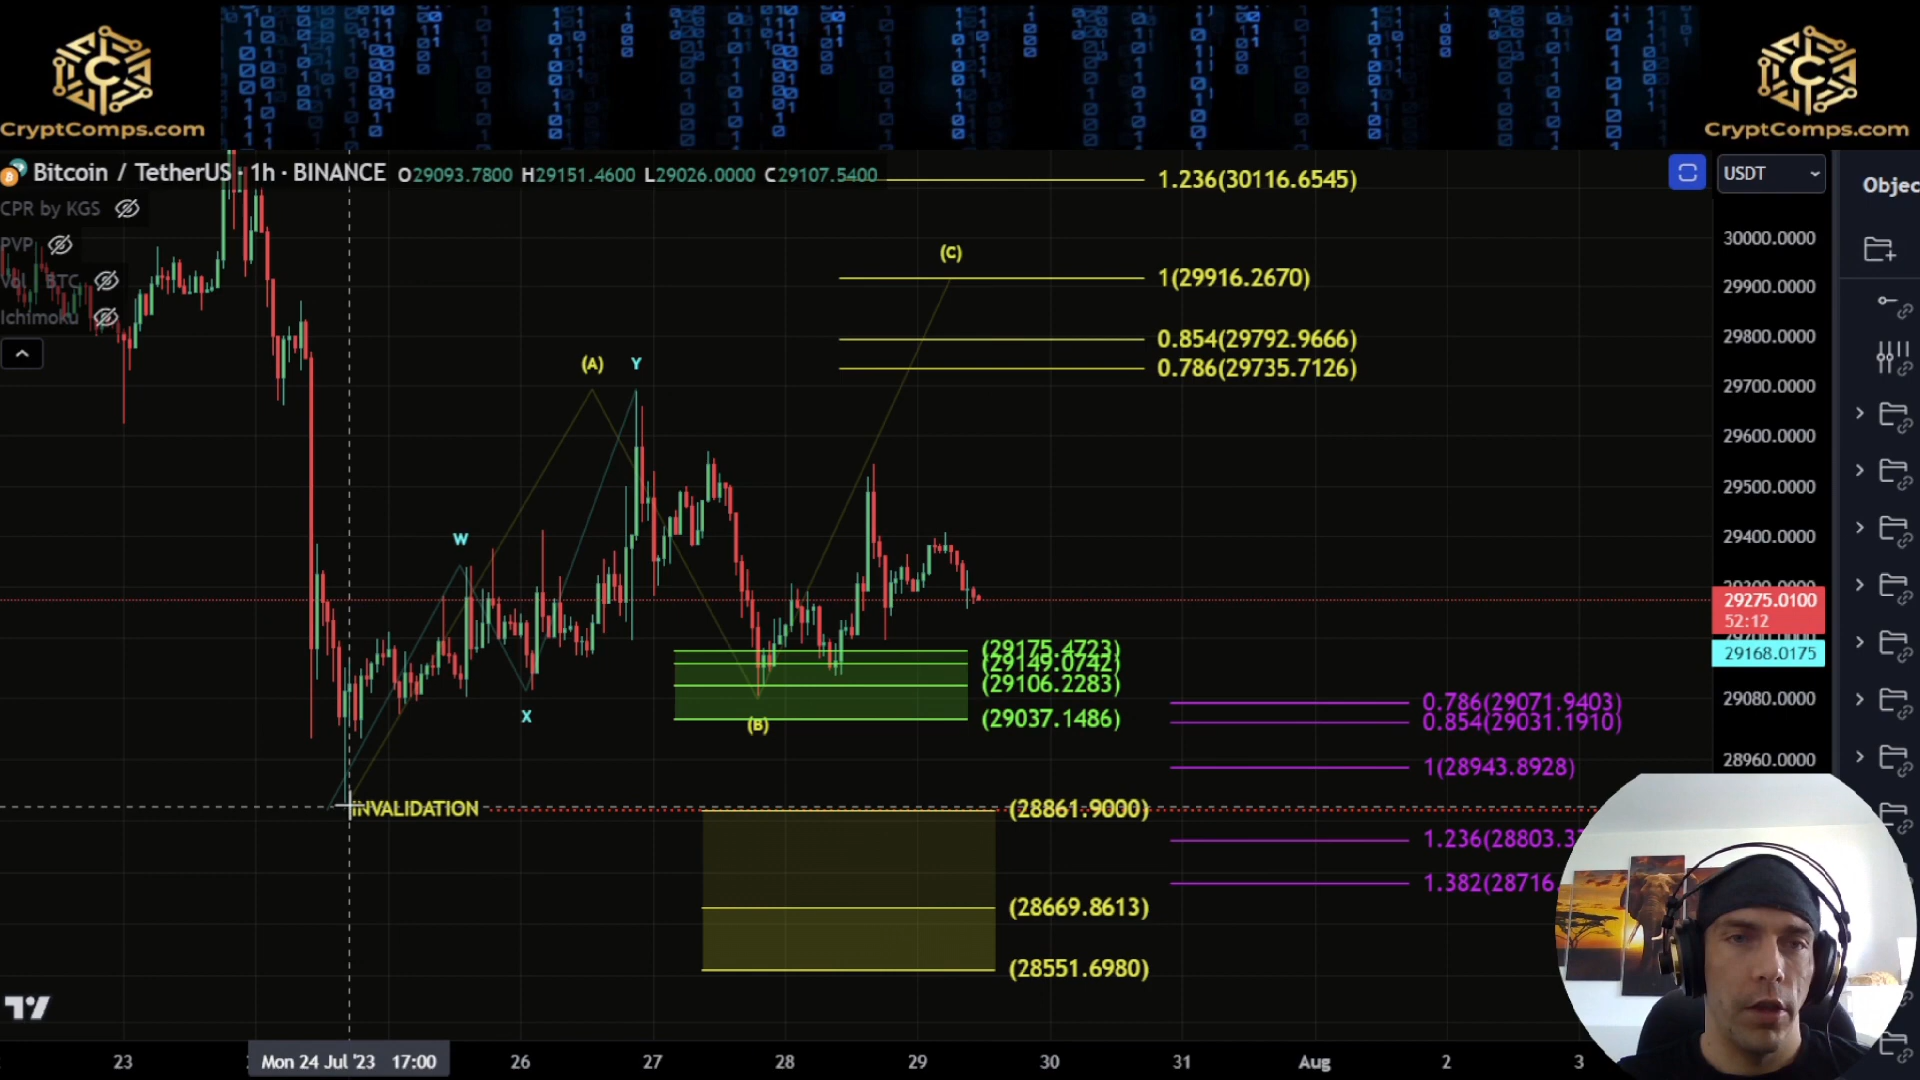 CryptComps.com
CryptComps.com
Bitcoin / TetherUS · 1h · BINANCE O29093.7800 H29151.4600 L29026.0000 C29107.5400
USDT
Objec
CPR by KGS
PVP
Vol BTC
Ichimoku
1.236(30116.6545)
(C)
1(29916.2670)
0.854(29792.9666)
0.786(29735.7126)
(A)
Y
W
X
(B)
(29175.4723)
(29149.0742)
(29106.2283)
(29037.1486)
0.786(29071.9403)
0.854(29031.1910)
1(28943.8928)
INVALIDATION
(28861.9000)
1.236(28803.3
1.382(28716.
(28669.8613)
(28551.6980)
30000.0000
29900.0000
29800.0000
29700.0000
29600.0000
29500.0000
29400.0000
29300.0000
29275.0100
52:12
29168.0175
29080.0000
28960.0000
23
Mon 24 Jul '23 17:00
26
27
28
29
30
31
Aug
2
3